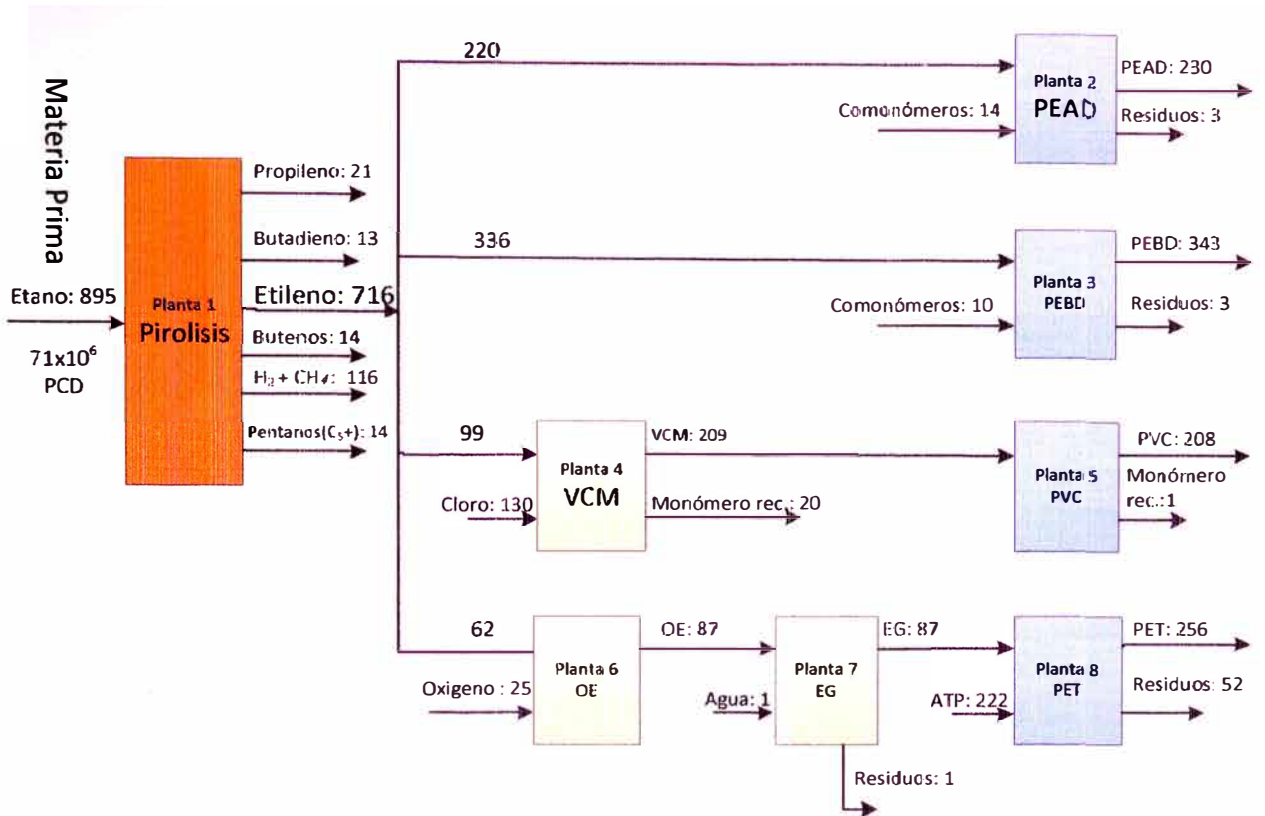 Materia Prima
Etano: 895
71x10⁶
PCD
Planta 1
Pirolisis
Propileno: 21
Butadieno: 13
Etileno: 716
Butenos: 14
H₂ + CH₄: 116
Pentanos(C₅+): 14
220
Comonómeros: 14
Planta 2
PEAD
PEAD: 230
Residuos: 3
336
Comonómeros: 10
Planta 3
PEBD
PEBD: 343
Residuos: 3
99
Cloro: 130
Planta 4
VCM
VCM: 209
Monómero rec.: 20
Planta 5
PVC
PVC: 208
Monómero
rec.:1
62
Oxigeno : 25
Planta 6
OE
OE: 87
Agua: 1
Planta 7
EG
EG: 87
Residuos: 1
ATP: 222
Planta 8
PET
PET: 256
Residuos: 52